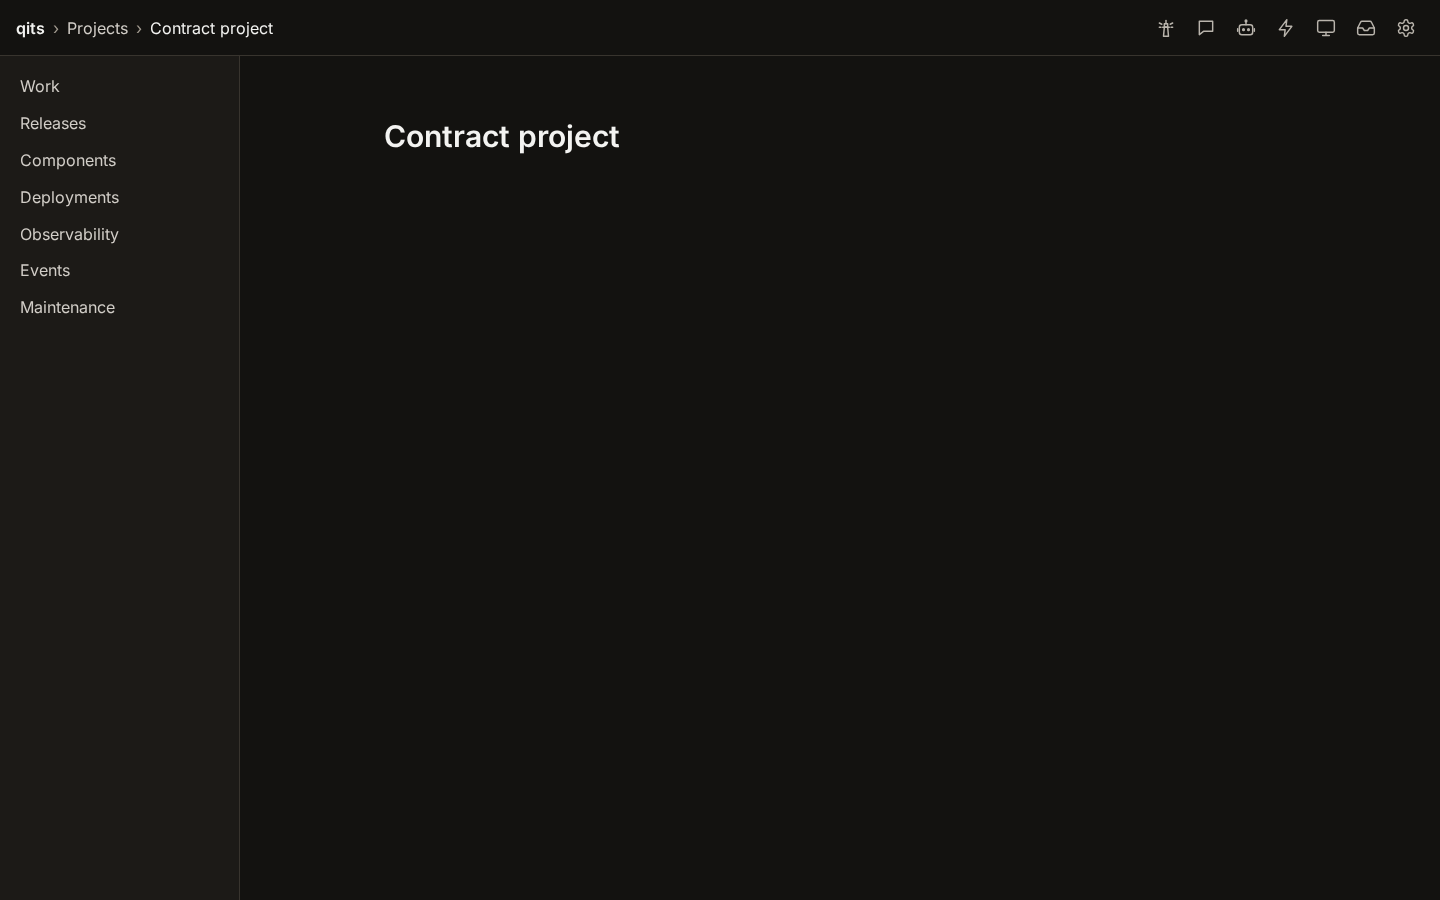 qits › Projects › Contract project
Work
Releases
Components
Deployments
Observability
Events
Maintenance
Contract project